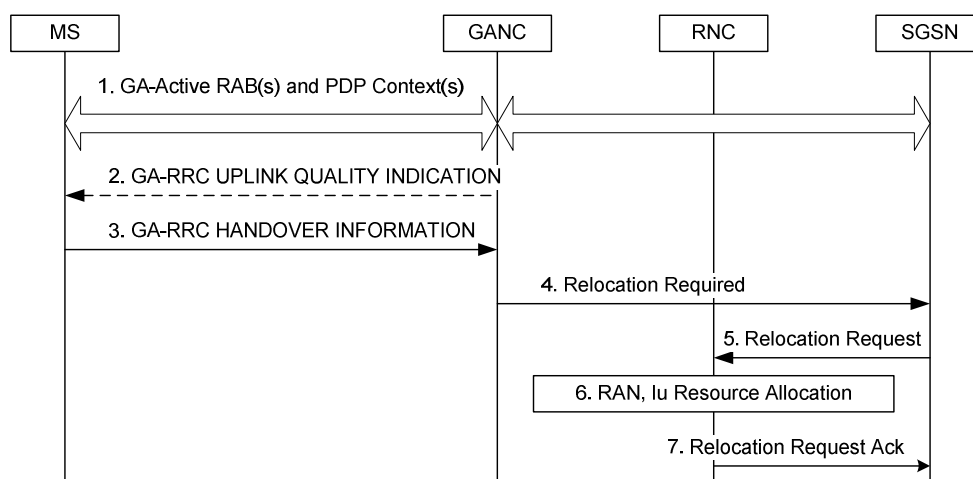 MS
GANC
RNC
SGSN
1. GA-Active RAB(s) and PDP Context(s)
2. GA-RRC UPLINK QUALITY INDICATION
3. GA-RRC HANDOVER INFORMATION
4. Relocation Required
5. Relocation Request
6. RAN, Iu Resource Allocation
7. Relocation Request Ack